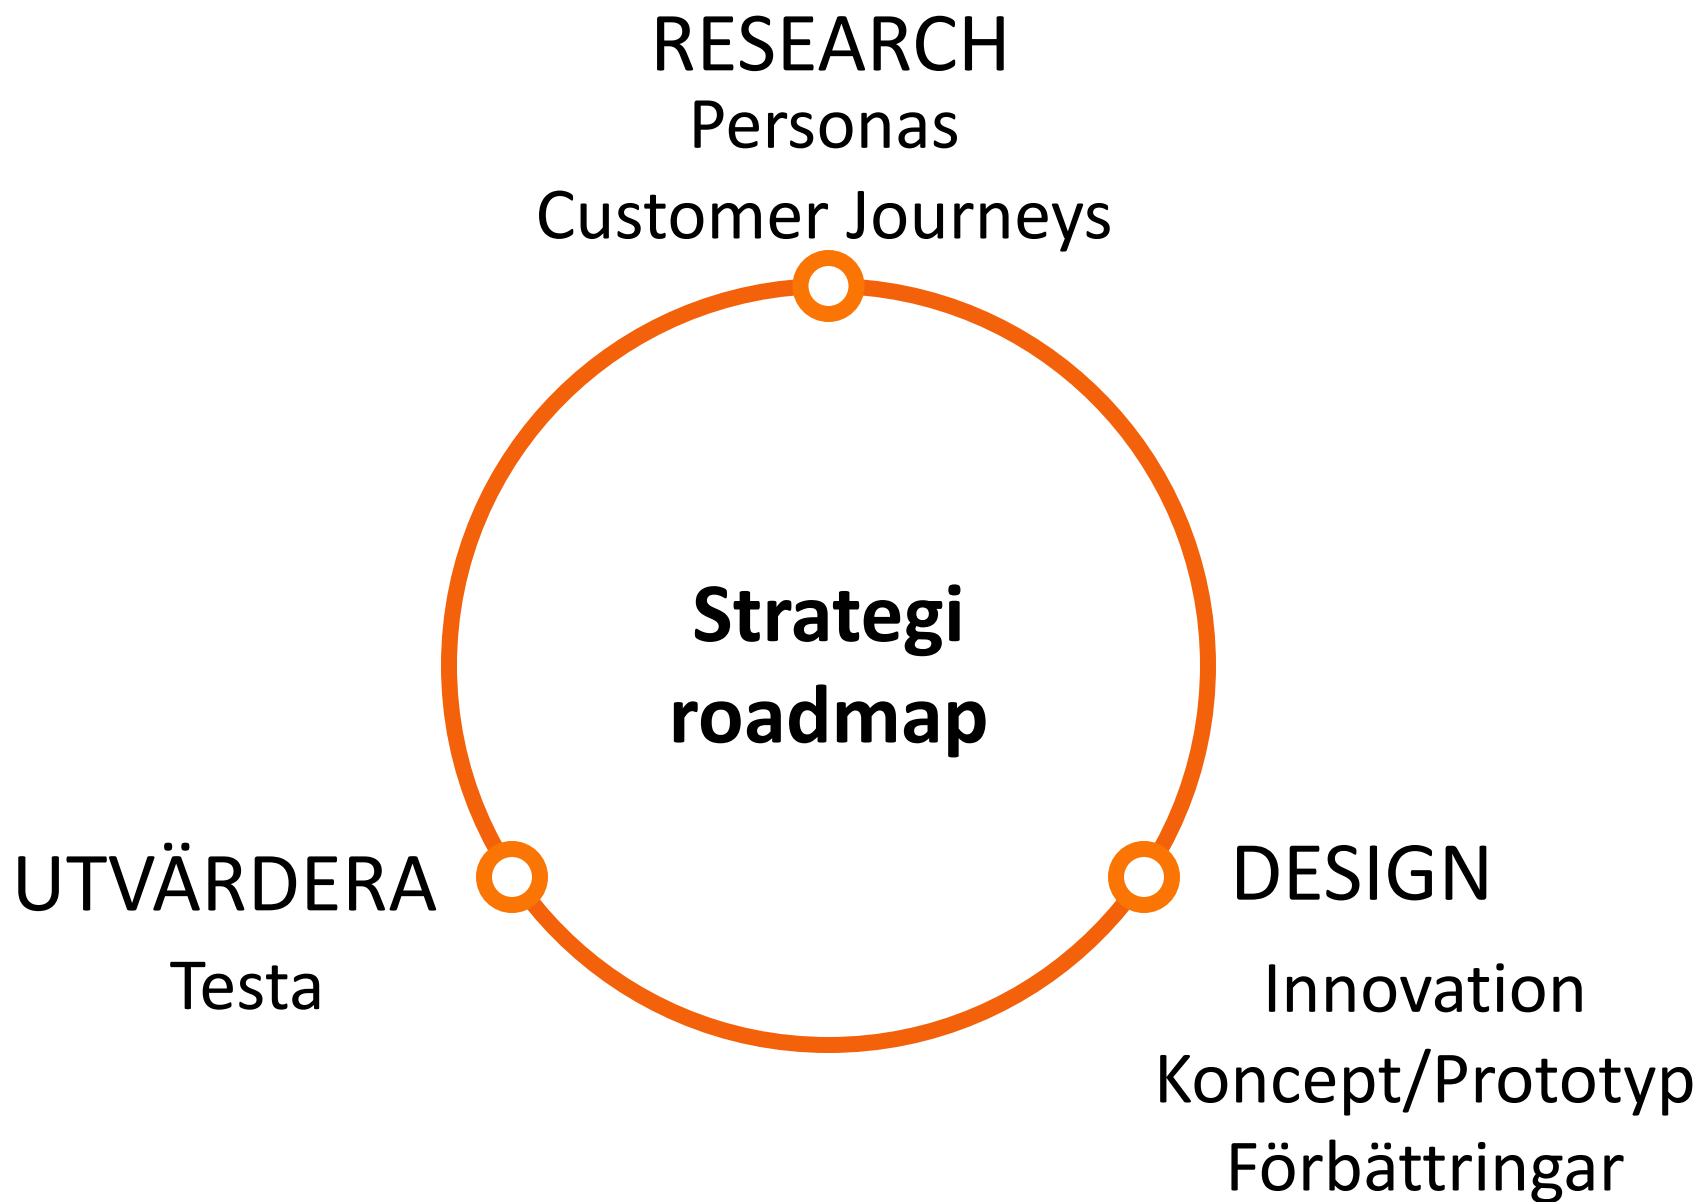 RESEARCH
Personas
Customer Journeys
Strategi
roadmap
UTVÄRDERA
Testa
DESIGN
Innovation
Koncept/Prototyp
Förbättringar